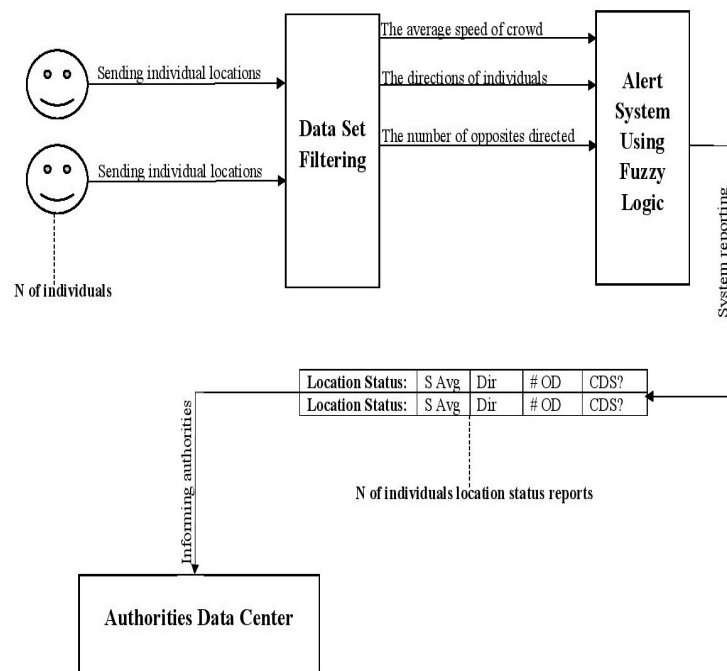 The average speed of crowd
Sending individual locations
The directions of individuals
Alert
System
Using
Fuzzy
Logic
Data Set
Filtering
The number of opposites directed
Sending individual locations
N of individuals
System reporting
Location Status: S Avg Dir # OD CDS?
Location Status: S Avg Dir # OD CDS?
N of individuals location status reports
Informing authorities
Authorities Data Center